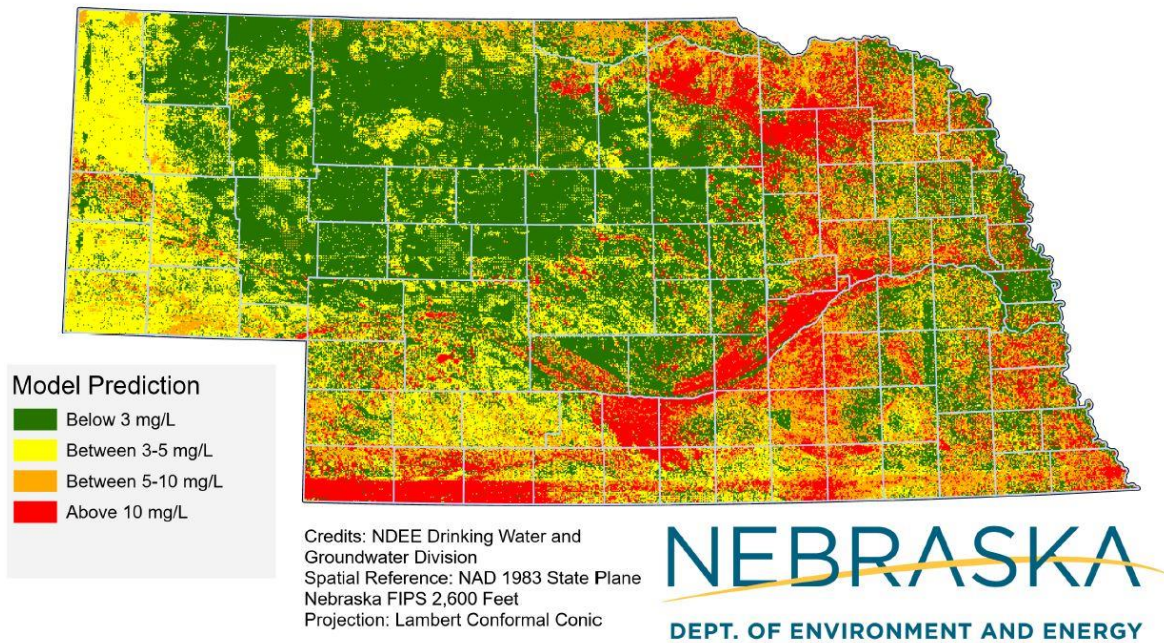 Model Prediction
Below 3 mg/L
Between 3-5 mg/L
Between 5-10 mg/L
Above 10 mg/L
Credits: NDEE Drinking Water and
Groundwater Division
Spatial Reference: NAD 1983 State Plane
Nebraska FIPS 2,600 Feet
Projection: Lambert Conformal Conic
NEBRASKA
DEPT. OF ENVIRONMENT AND ENERGY